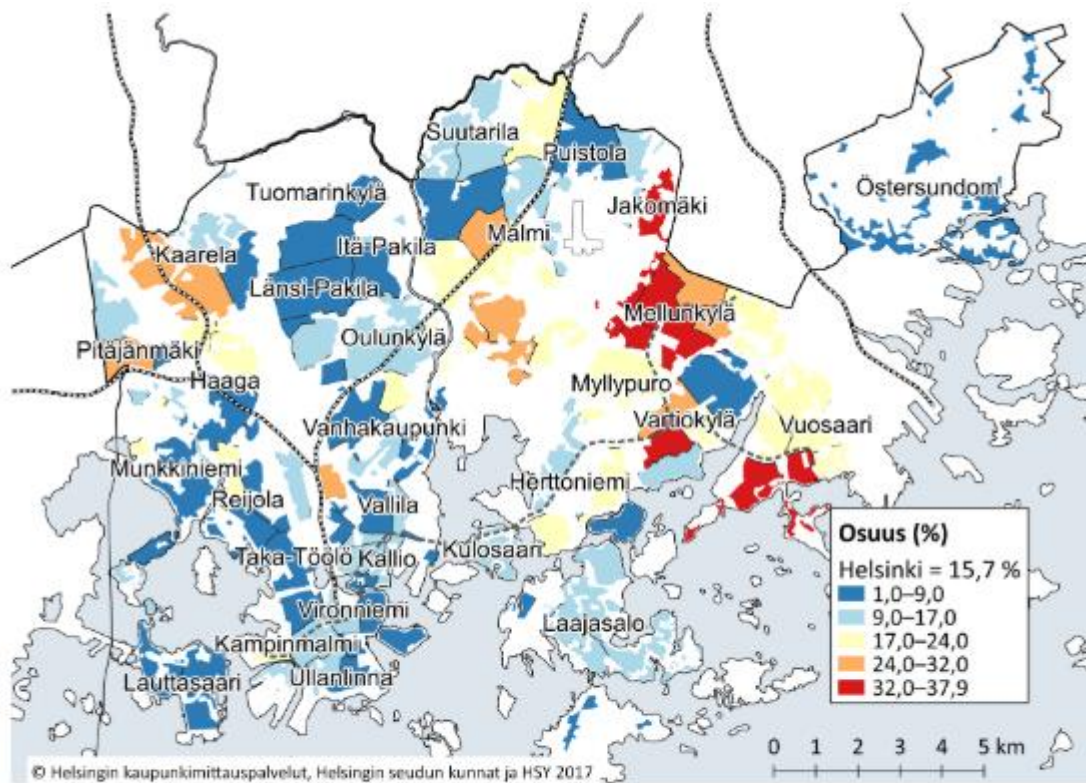 Suutarila
Puistola
Tuomarinkylä
Östersundom
Jakomäki
Itä-Pakila
Malmi
Kaarela
Länsi-Pakila
Mellunkylä
Oulunkylä
Pitäjänmäki
Haaga
Myllypuro
Vartiokylä
Vuosaari
Vanhakaupunki
Munkkiniemi
Herttoniemi
Reijola
Vallila
Taka-Töölö
Kallio
Kulosaari
Vironniemi
Laajasalo
Kampinmalmi
Ullanlinna
Lauttasaari
Osuus (%)
Helsinki = 15,7 %
1,0–9,0
9,0–17,0
17,0–24,0
24,0–32,0
32,0–37,9
0 1 2 3 4 5 km
© Helsingin kaupunkimittauspalvelut, Helsingin seudun kunnat ja HSY 2017